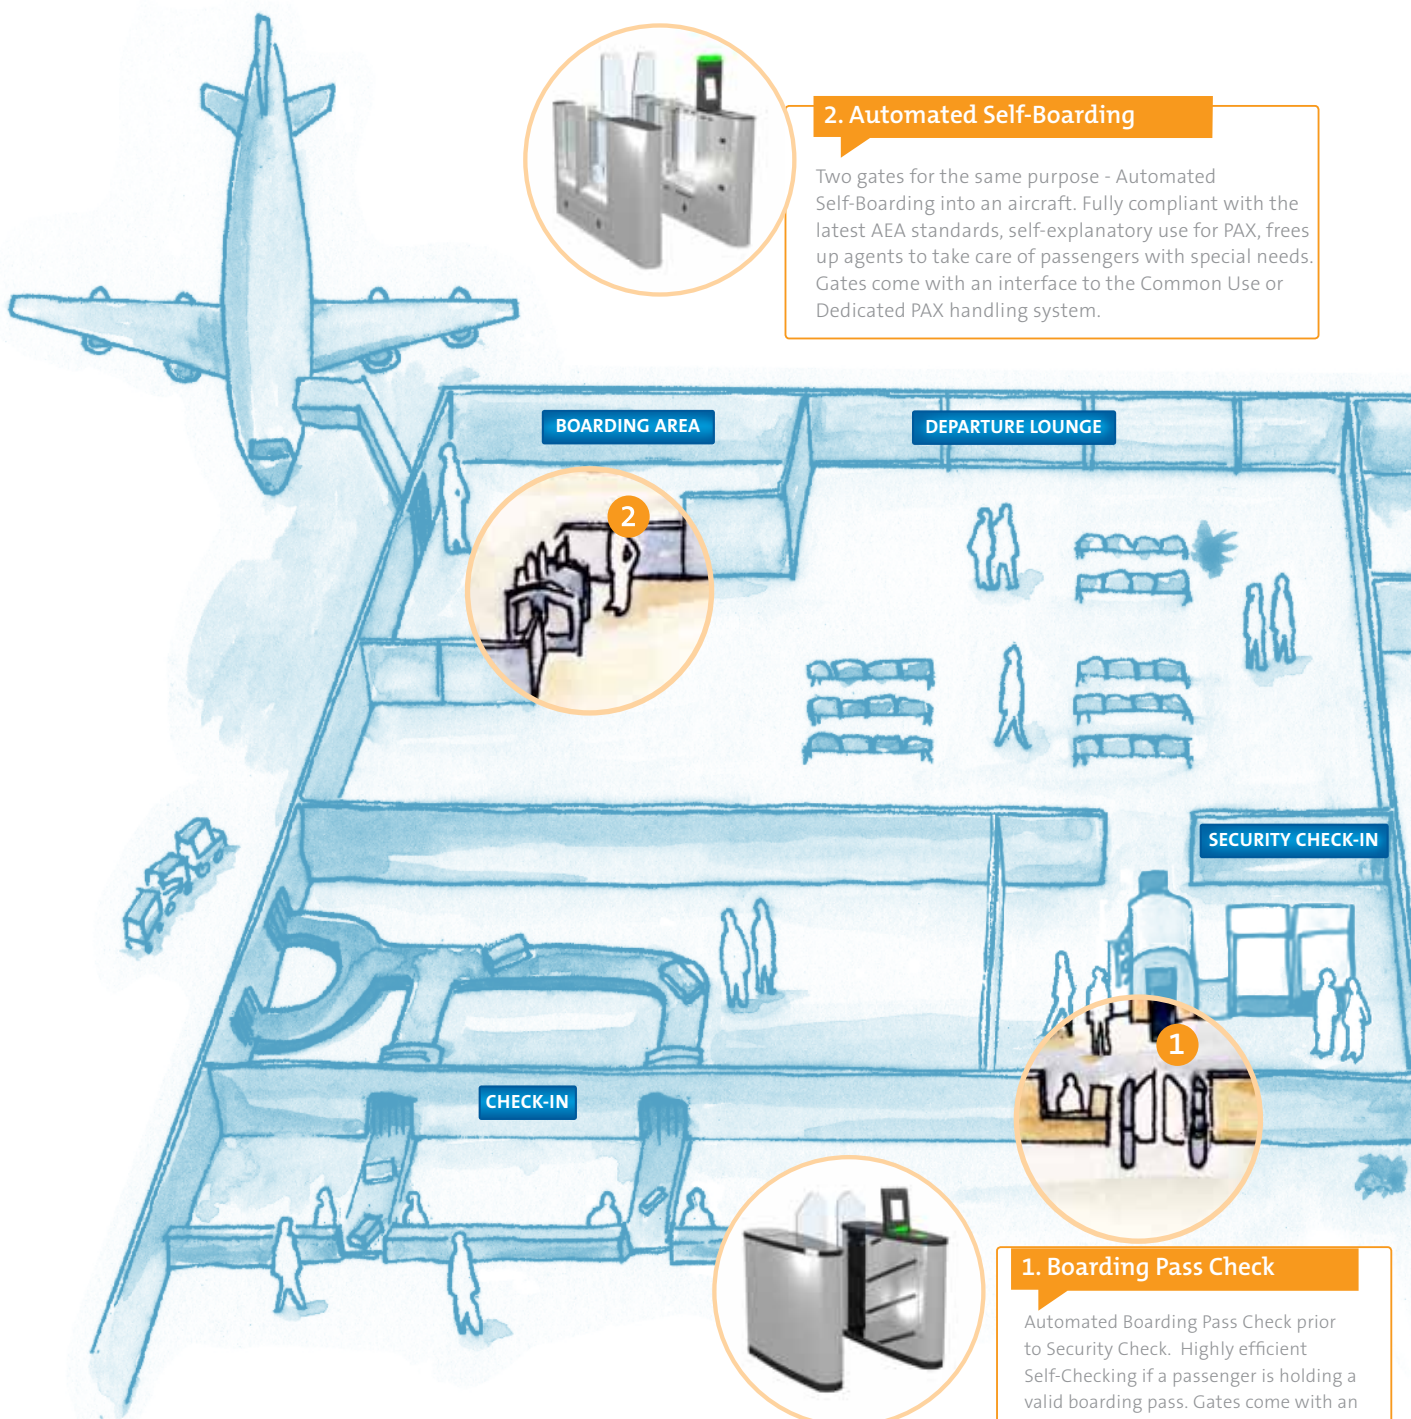 2. Automated Self-Boarding
Two gates for the same purpose - Automated
Self-Boarding into an aircraft. Fully compliant with the
latest AEA standards, self-explanatory use for PAX, frees
up agents to take care of passengers with special needs.
Gates come with an interface to the Common Use or
Dedicated PAX handling system.
BOARDING AREA
DEPARTURE LOUNGE
2
SECURITY CHECK-IN
1
CHECK-IN
1. Boarding Pass Check
Automated Boarding Pass Check prior
to Security Check. Highly efficient
Self-Checking if a passenger is holding a
valid boarding pass. Gates come with an